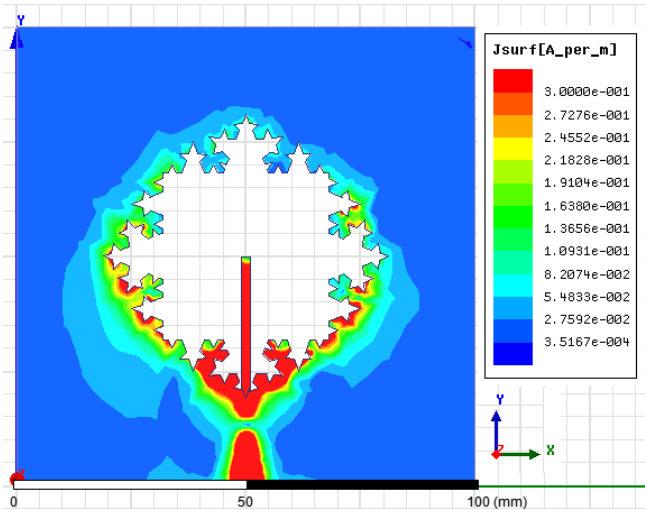 Y
Jsurf[A_per_m]
3.0000e-001
2.7276e-001
2.4552e-001
2.1828e-001
1.9104e-001
1.6380e-001
1.3656e-001
1.0931e-001
8.2074e-002
5.4833e-002
2.7592e-002
3.5167e-004
Y
X
Z
0
50
100 (mm)